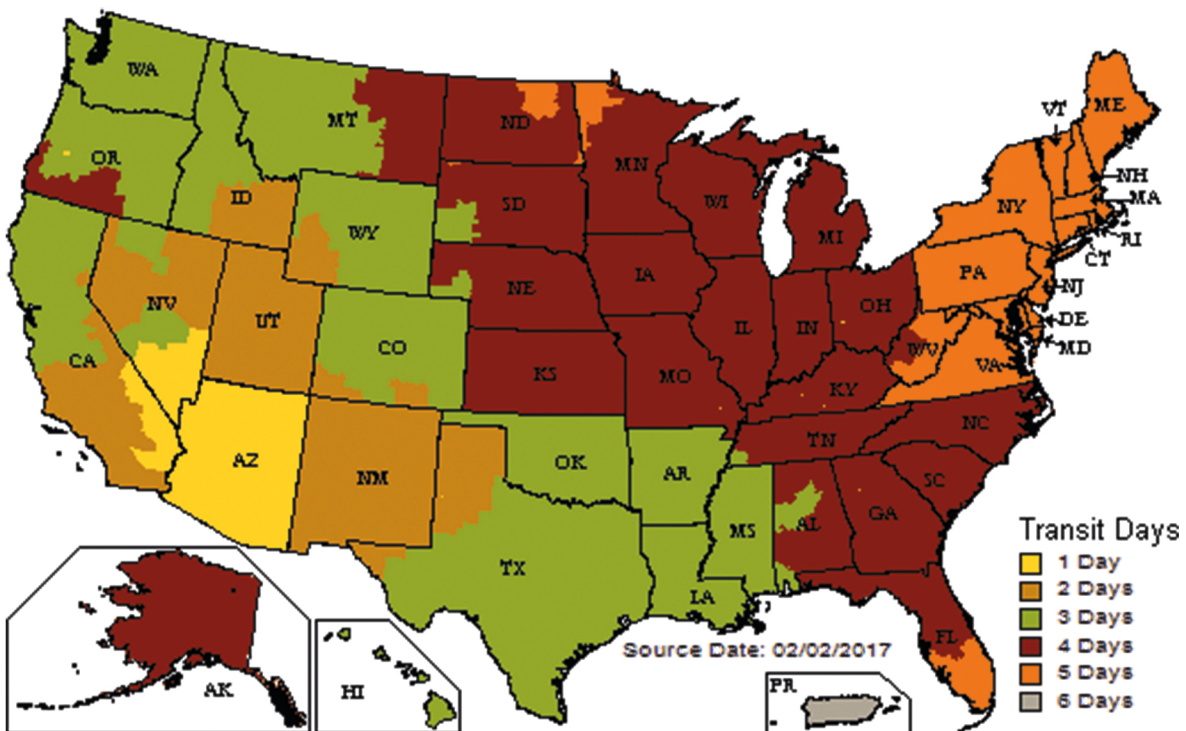 WA
MT
ND
OR
ID
WY
SD
MN
WI
MI
NY
VT
ME
NH
MA
RI
CT
PA
NJ
DE
MD
NV
UT
CO
NE
IA
IL
IN
OH
WV
VA
CA
KS
MO
KY
AZ
NM
OK
AR
TN
NC
SC
TX
LA
MS
AL
GA
FL
AK
HI
PR
Source Date: 02/02/2017
Transit Days
1 Day
2 Days
3 Days
4 Days
5 Days
6 Days